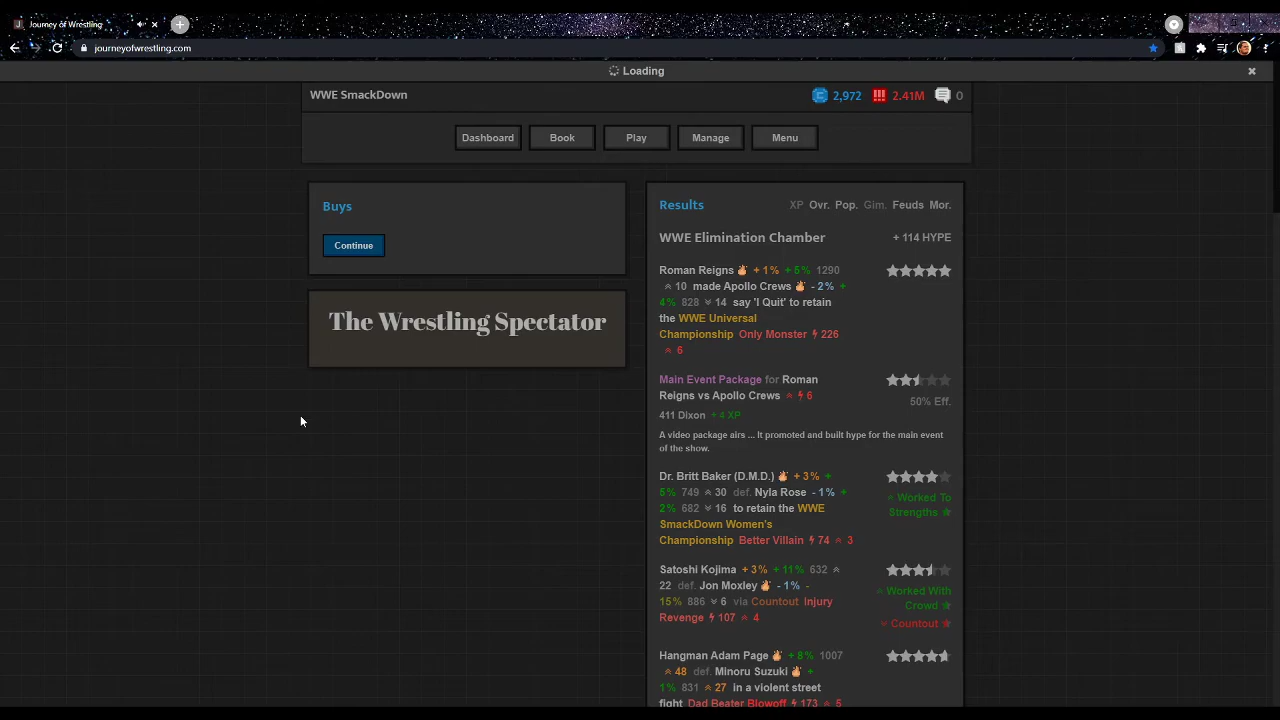 Journey of Wrestling
journeyofwrestling.com
Loading
WWE SmackDown
2,972 2.41M 0
Dashboard Book Play Manage Menu
Buys
Continue
The Wrestling Spectator
Results XP Ovr. Pop. Gim. Feuds Mor.
WWE Elimination Chamber + 114 HYPE
Roman Reigns + 1% + 5% 1290
10 made Apollo Crews - 2% +
4% 828 14 say 'I Quit' to retain
the WWE Universal
Championship Only Monster 226
6
Main Event Package for Roman
Reigns vs Apollo Crews 6
50% Eff.
411 Dixon + 4 XP
A video package airs ... It promoted and built hype for the main event
of the show.
Dr. Britt Baker (D.M.D.) + 3% +
5% 749 30 def. Nyla Rose - 1% +
2% 682 16 to retain the WWE
SmackDown Women's
Championship Better Villain 74 3
Worked To
Strengths
Satoshi Kojima + 3% + 11% 632
22 def. Jon Moxley - 1% -
15% 886 6 via Countout Injury
Revenge 107 4
Worked With
Crowd
Countout
Hangman Adam Page + 8% 1007
48 def. Minoru Suzuki +
1% 831 27 in a violent street
fight Dad Beater Blowoff 173 5